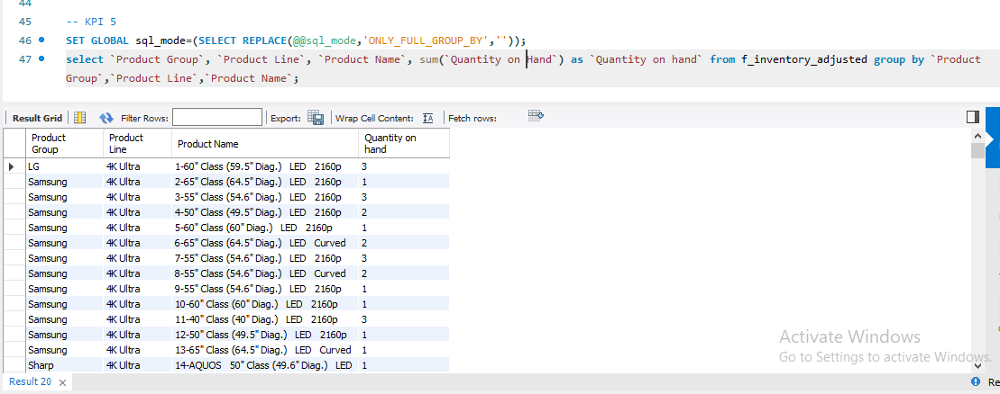 44
45 -- KPI 5
46 SET GLOBAL sql_mode=(SELECT REPLACE(@@sql_mode,'ONLY_FULL_GROUP_BY',''));
47 select `Product Group`, `Product Line`, `Product Name`, sum(`Quantity on Hand`) as `Quantity on hand` from f_inventory_adjusted group by `Product
Group`,`Product Line`,`Product Name`;
Result Grid Filter Rows: Export: Wrap Cell Content: IA Fetch rows:
Product Group Product Line Product Name Quantity on hand
LG 4K Ultra 1-60" Class (59.5" Diag.) LED 2160p 3
Samsung 4K Ultra 2-65" Class (64.5" Diag.) LED 2160p 1
Samsung 4K Ultra 3-55" Class (54.6" Diag.) LED 2160p 3
Samsung 4K Ultra 4-50" Class (49.5" Diag.) LED 2160p 2
Samsung 4K Ultra 5-60" Class (60" Diag.) LED 2160p 1
Samsung 4K Ultra 6-65" Class (64.5" Diag.) LED Curved 2
Samsung 4K Ultra 7-55" Class (54.6" Diag.) LED 2160p 3
Samsung 4K Ultra 8-55" Class (54.6" Diag.) LED Curved 2
Samsung 4K Ultra 9-55" Class (54.6" Diag.) LED 2160p 1
Samsung 4K Ultra 10-60" Class (60" Diag.) LED 2160p 1
Samsung 4K Ultra 11-40" Class (40" Diag.) LED 2160p 3
Samsung 4K Ultra 12-50" Class (49.5" Diag.) LED 2160p 1
Samsung 4K Ultra 13-65" Class (64.5" Diag.) LED Curved 1
Sharp 4K Ultra 14-AQUOS 50" Class (49.6" Diag.) LED 1
Activate Windows
Go to Settings to activate Windows.
Result 20
Re